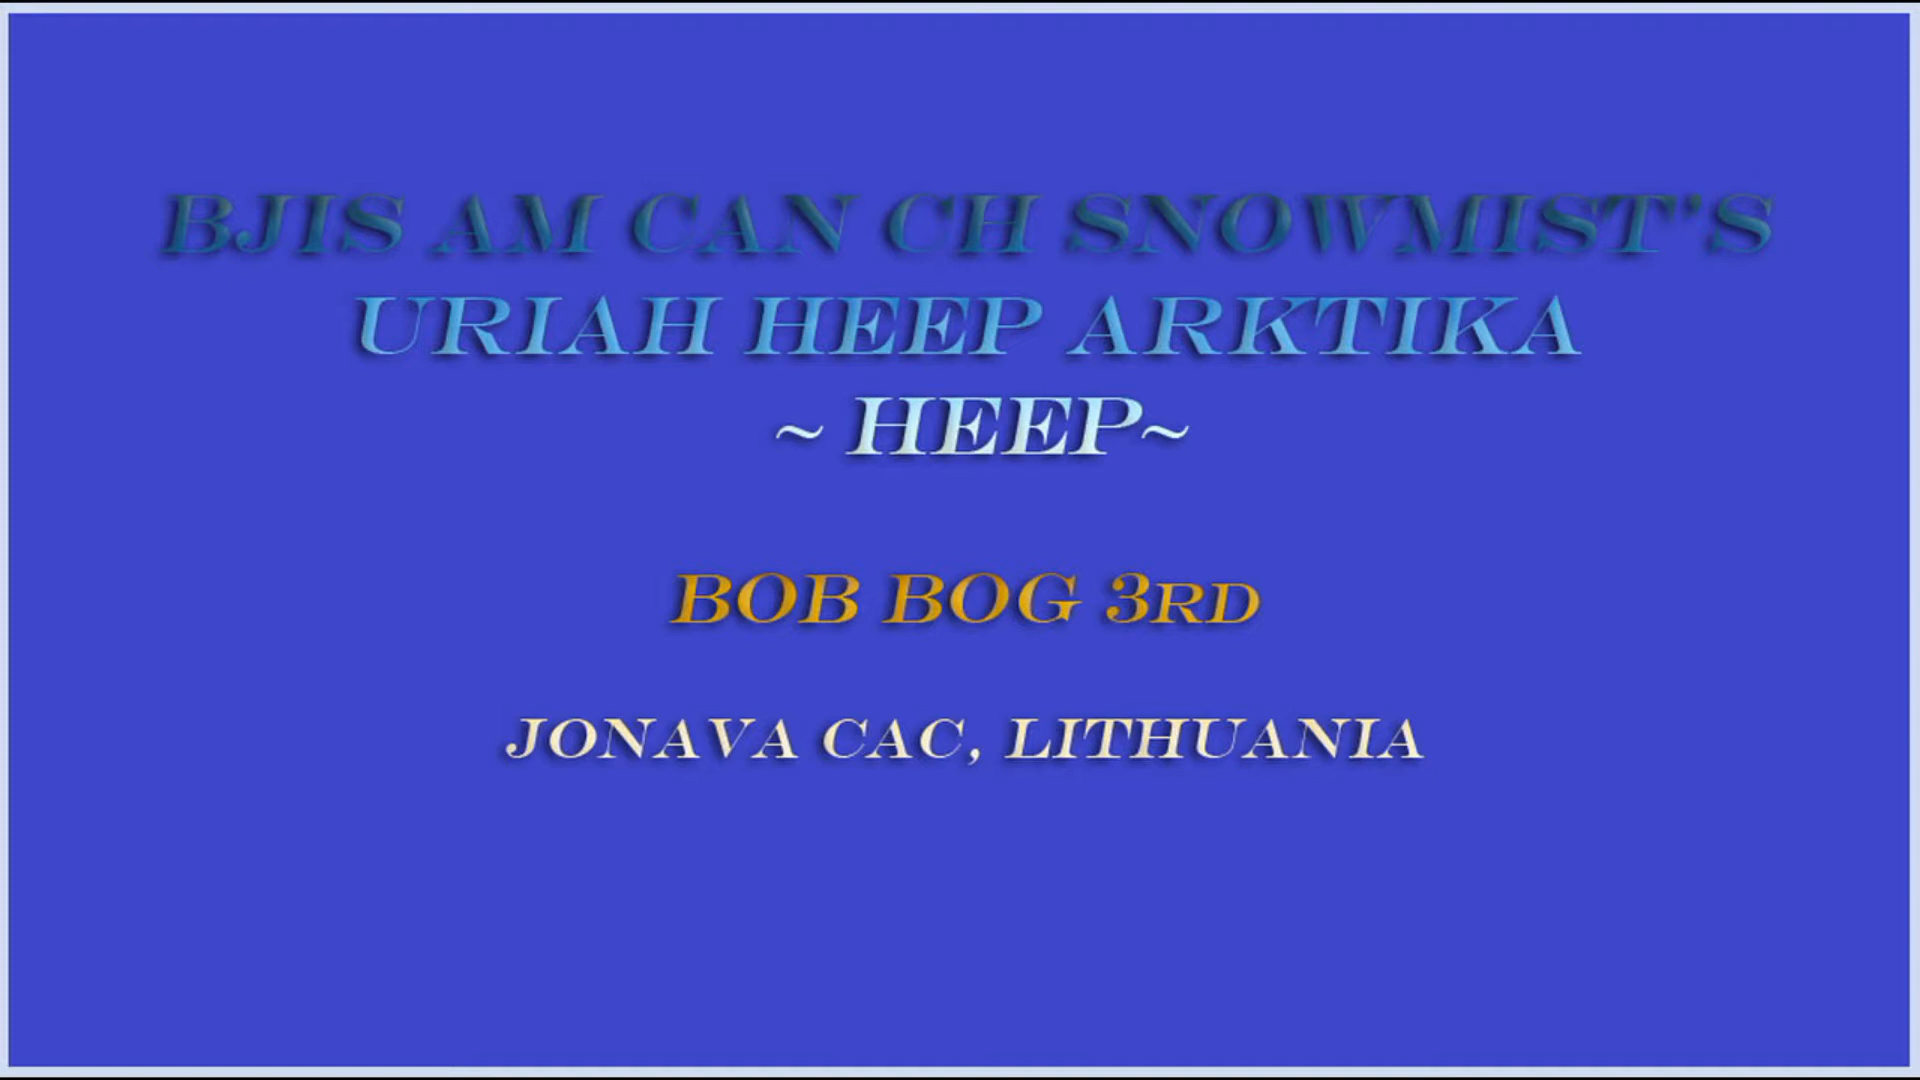 BJIS AM CAN CH SNOWMIST'S
URIAH HEEP ARKTIKA
~ HEEP~
BOB BOG 3RD
JONAVA CAC, LITHUANIA